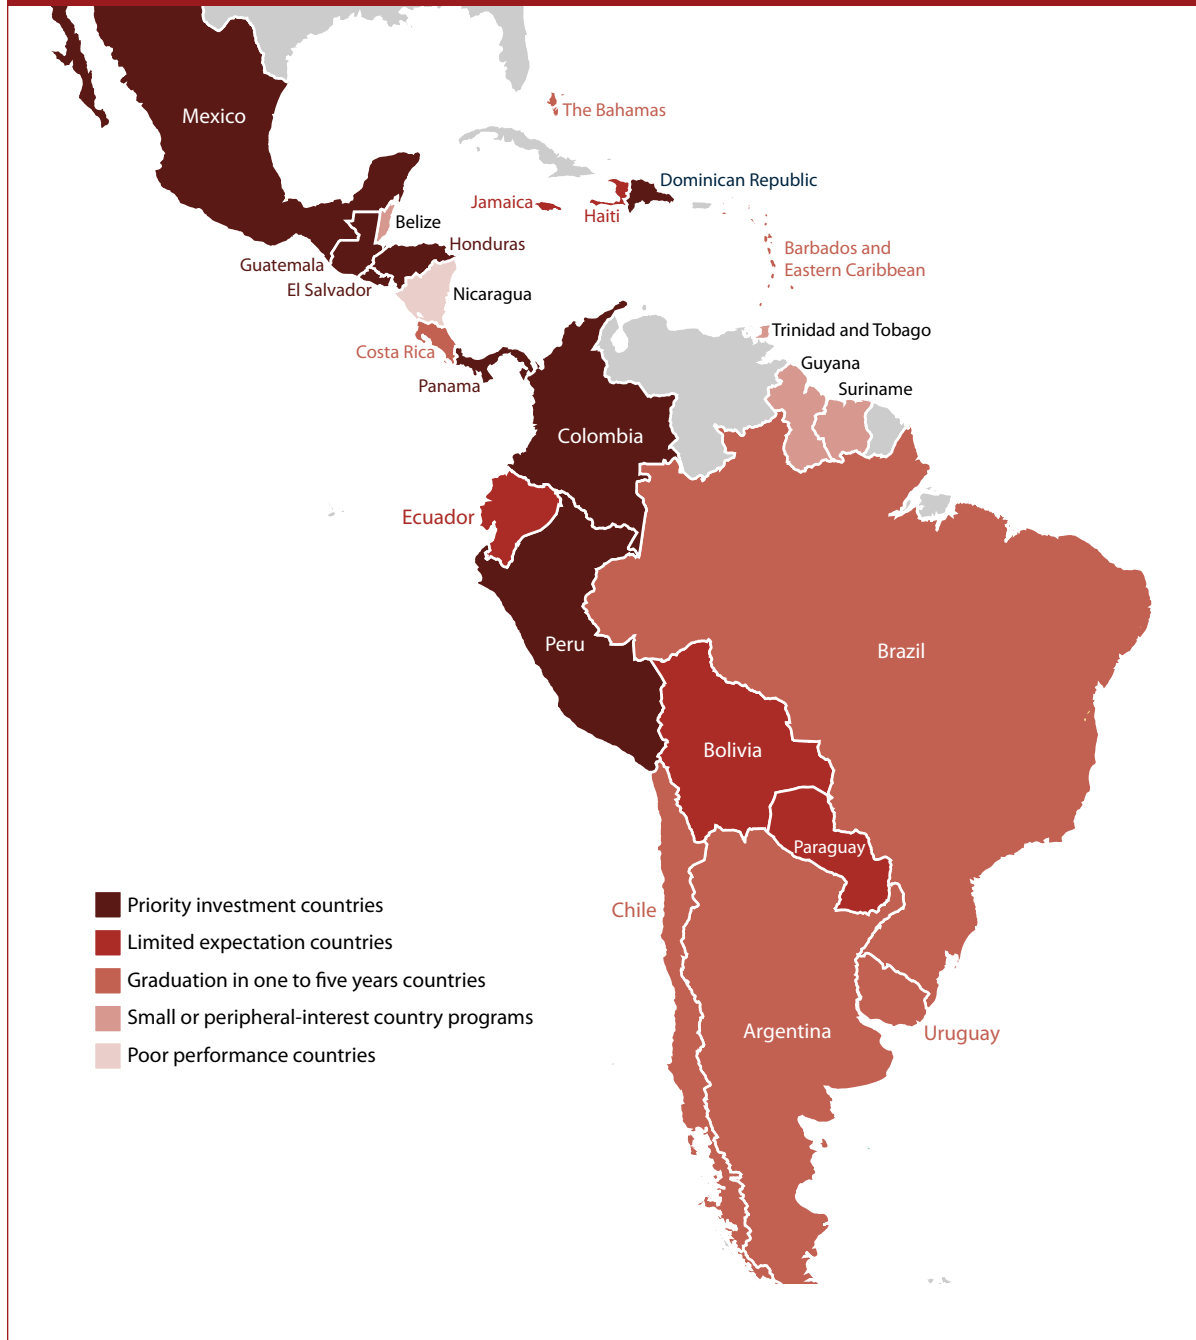 Mexico
The Bahamas
Dominican Republic
Jamaica
Haiti
Belize
Honduras
Barbados and
Eastern Caribbean
Guatemala
El Salvador
Nicaragua
Trinidad and Tobago
Costa Rica
Guyana
Panama
Suriname
Colombia
Ecuador
Peru
Brazil
Bolivia
Paraguay
Chile
Argentina
Uruguay
Priority investment countries
Limited expectation countries
Graduation in one to five years countries
Small or peripheral-interest country programs
Poor performance countries